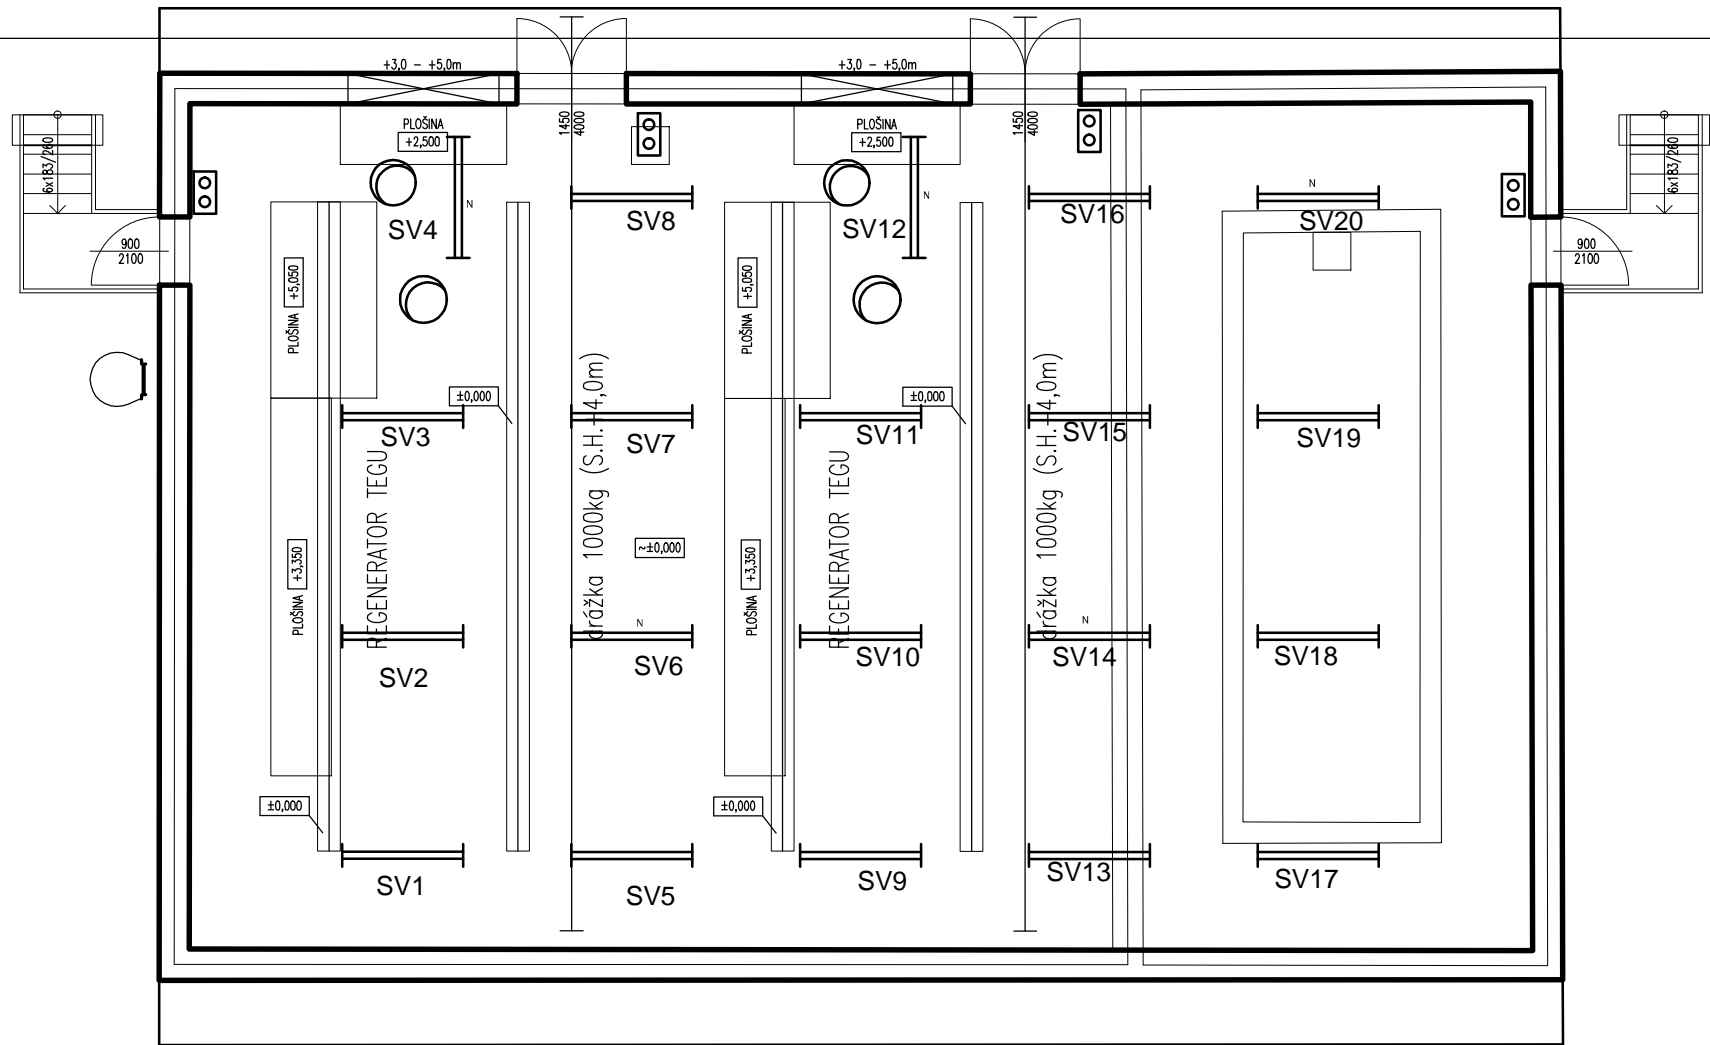 +3,0 – +5,0m
+3,0 – +5,0m
1450
4000
1450
4000
PLOŠINA
+2,500
PLOŠINA
+2,500
6x183/260
6x183/260
N
N
N
SV4
SV8
SV12
SV16
SV20
900
2100
900
2100
PLOŠINA +5,050
PLOŠINA +5,050
±0,000
±0,000
SV3
SV7
SV11
SV15
SV19
REGENERATOR TEGU
drážka 1000kg (S.H.+4,0m)
REGENERATOR TEGU
drážka 1000kg (S.H.+4,0m)
PLOŠINA +3,350
~±0,000
PLOŠINA +3,350
N
N
SV2
SV6
SV10
SV14
SV18
±0,000
±0,000
SV1
SV5
SV9
SV13
SV17